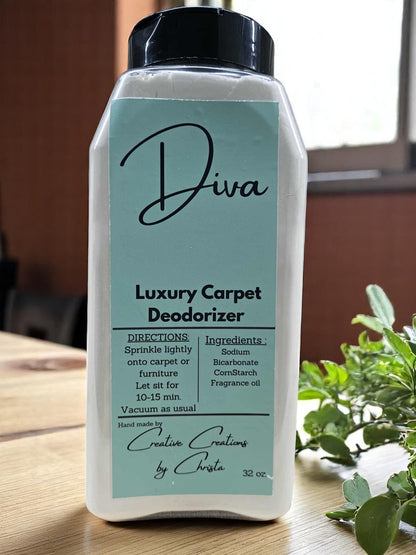 Diva
Luxury Carpet
Deodorizer
DIRECTIONS:
Sprinkle lightly
onto carpet or
furniture
Let sit for
10-15 min.
Vacuum as usual
Ingredients :
Sodium
Bicarbonate
CornStarch
Fragrance oil
Hand made by
Creative Creations
by Christa
32 oz.